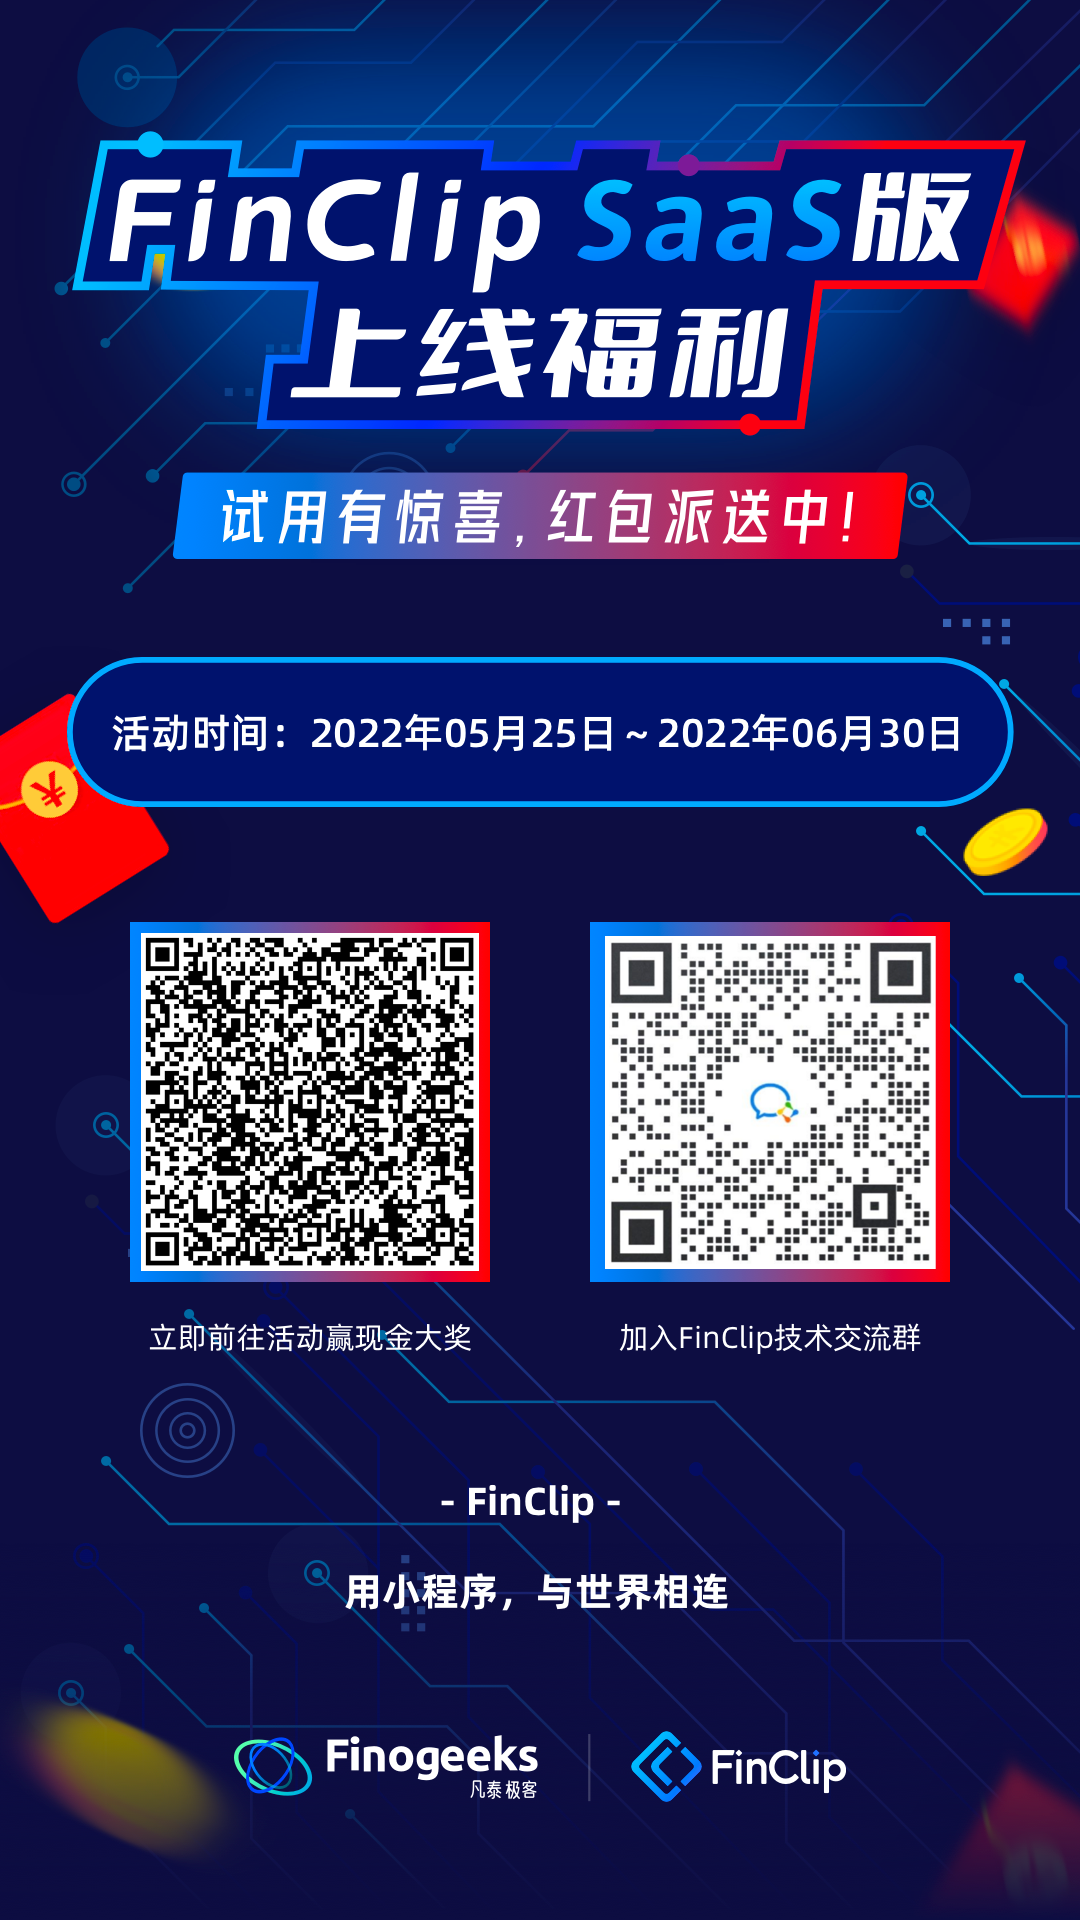 FinClip SaaS版
上线福利
试用有惊喜,红包派送中!
活动时间：2022年05月25日~2022年06月30日
¥
立即前往活动赢现金大奖
加入FinClip技术交流群
- FinClip -
用小程序，与世界相连
Finogeeks
凡泰极客
FinClip